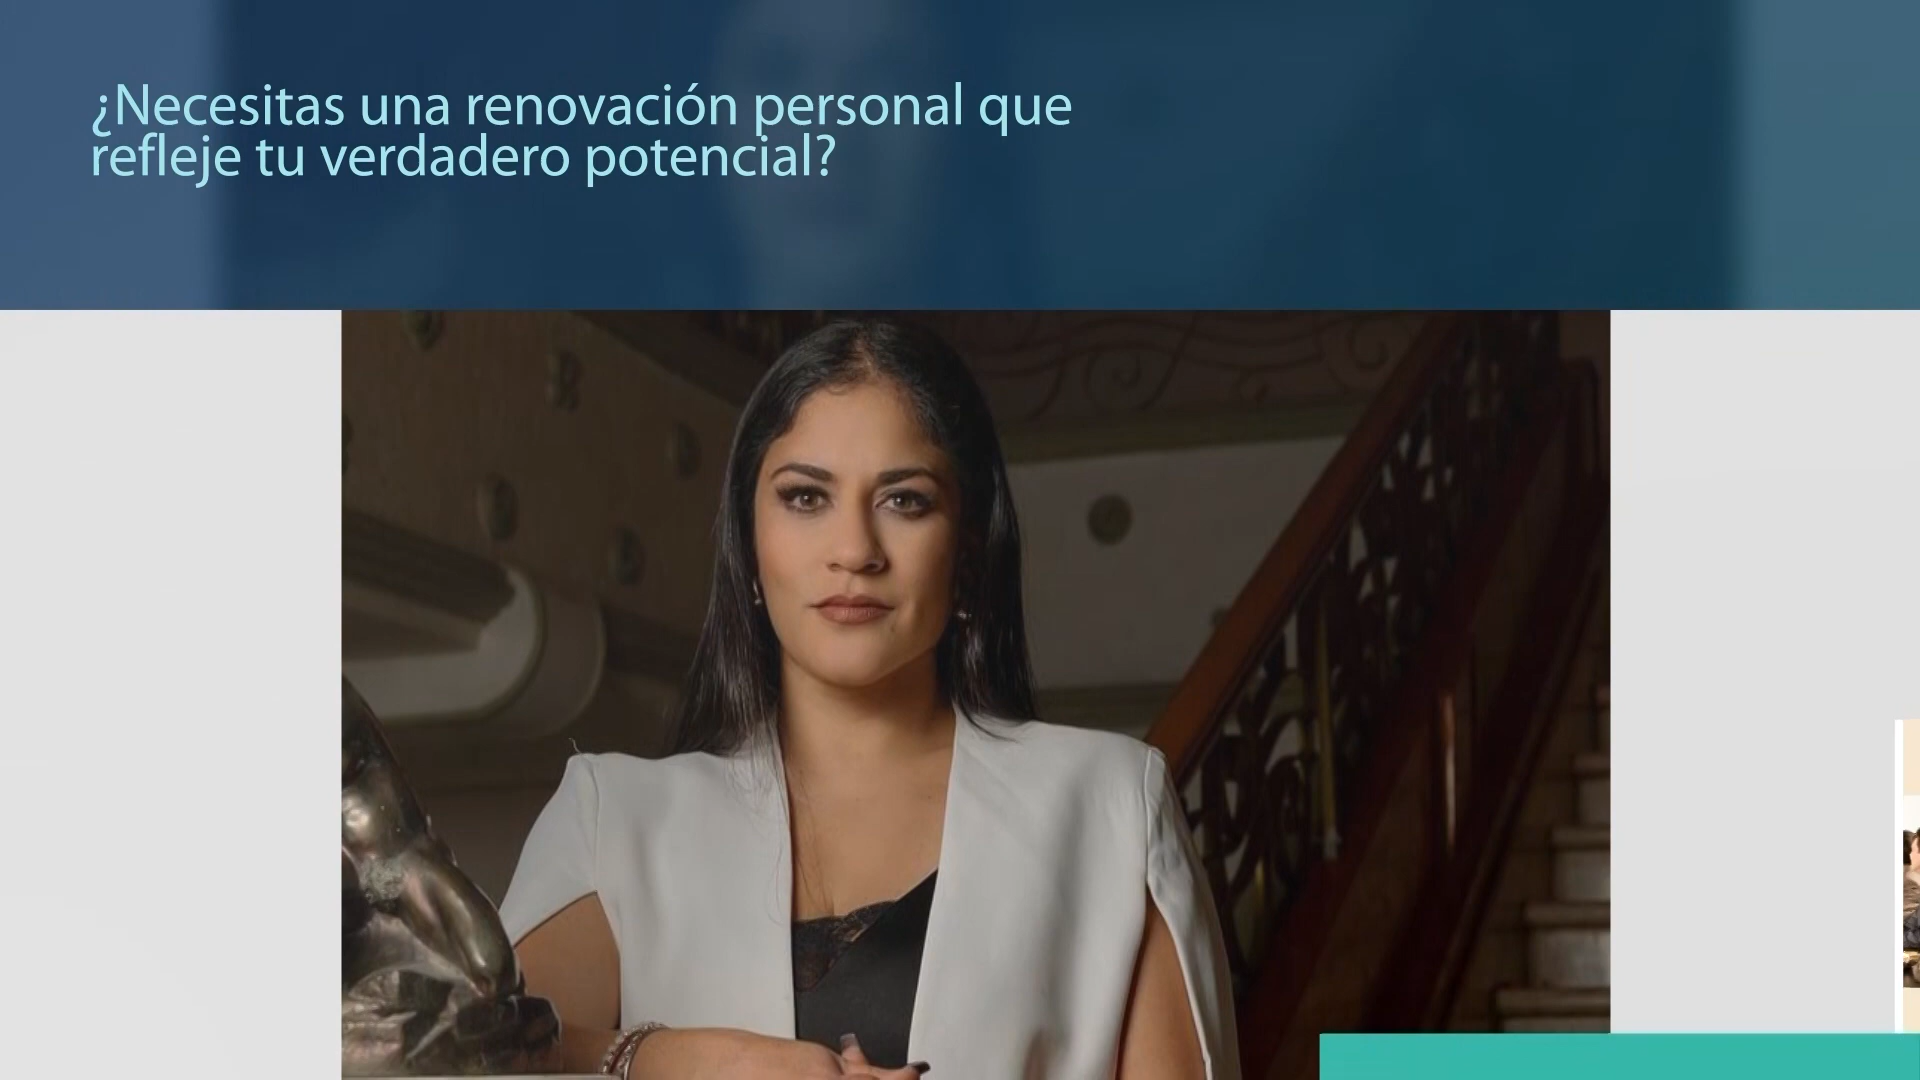 ¿Necesitas una renovación personal que
refleje tu verdadero potencial?